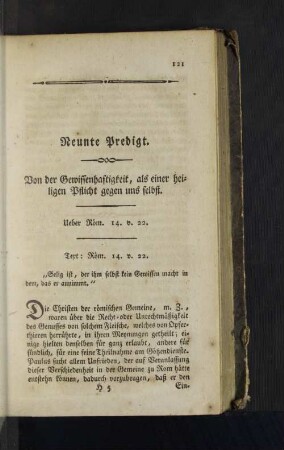 121
Neunte Predigt.
Von der Gewissenhaftigkeit, als einer hei-
ligen Pflicht gegen uns selbst.
Ueber Röm. 14. v. 22.
Text: Röm. 14. v. 22.
„Selig ist, der ihm selbst kein Gewissen macht in
dem, das er annimmt."
Die Christen der römischen Gemeine, m. Z.,
waren über die Recht- oder Unrechtmäßigkeit
des Genusses von solchem Fleische, welches von Opfer-
thieren herrührte, in ihren Meynungen getheilt; ei-
nige hielten denselben für ganz erlaubt, andere für
sündlich, für eine feine Theilnahme am Götzendienste.
Paulus sucht allem Unfrieden, der auf Veranlassung
dieser Verschiedenheit in der Gemeine zu Rom hätte
entstehn können, dadurch vorzubeugen, daß er den
H 5 Ein-